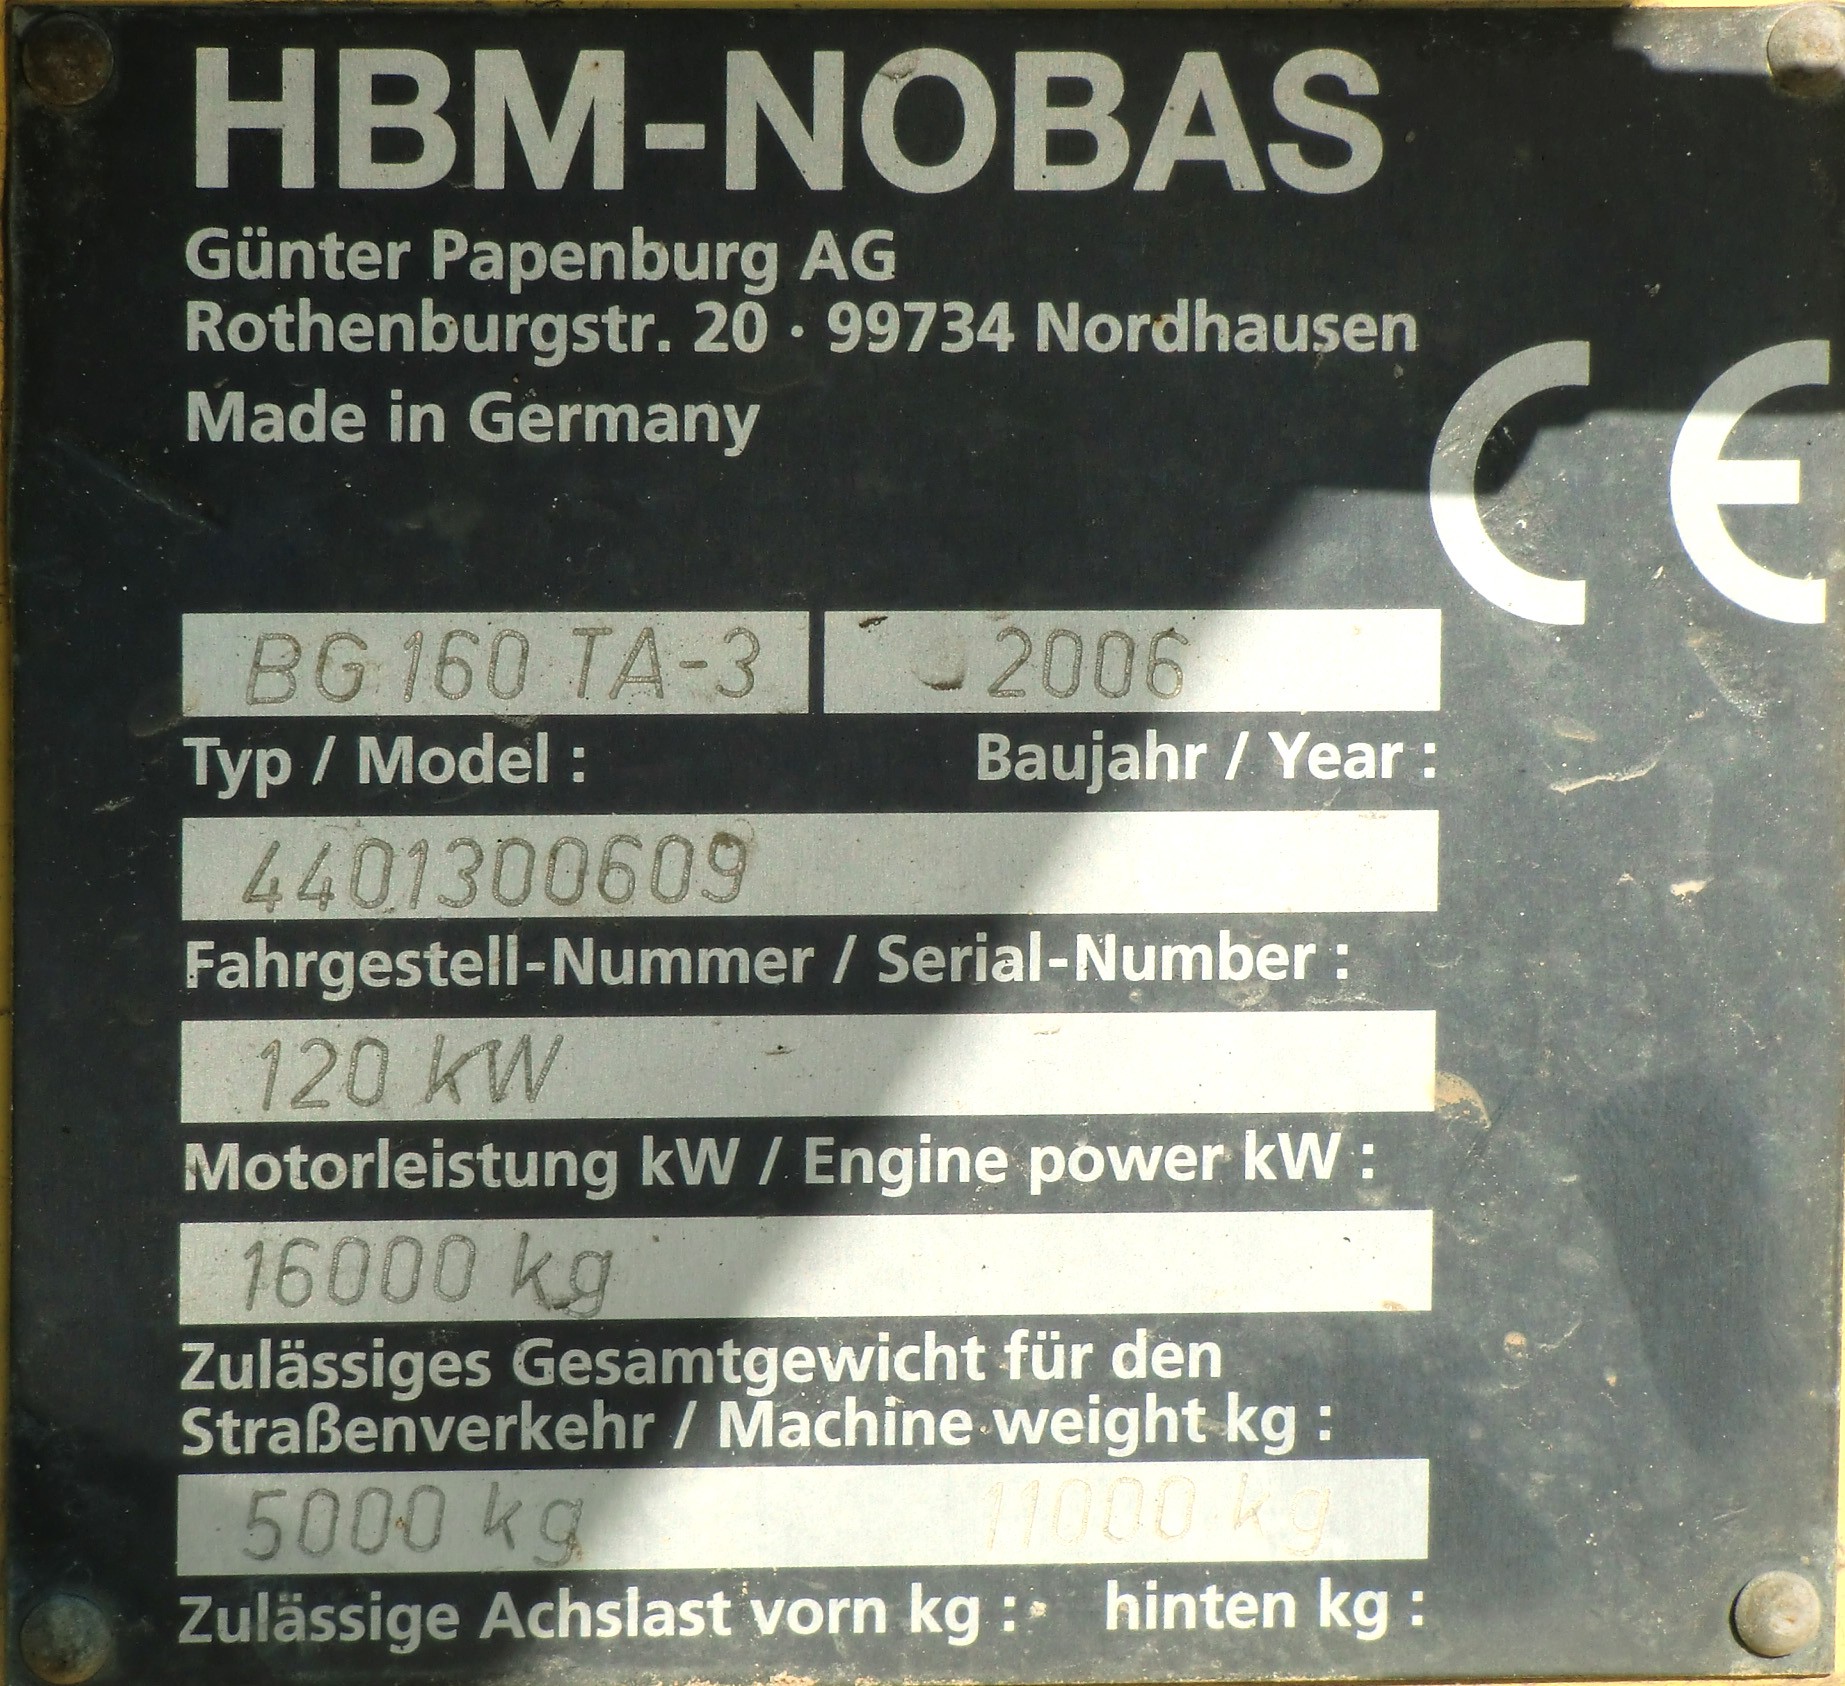 HBM-NOBAS
Günter Papenburg AG
Rothenburgstr. 20 · 99734 Nordhausen
Made in Germany
CE
BG 160 TA-3 2006
Typ / Model : Baujahr / Year :
4401300609
Fahrgestell-Nummer / Serial-Number :
120 kW
Motorleistung kW / Engine power kW :
16000 kg
Zulässiges Gesamtgewicht für den
Straßenverkehr / Machine weight kg :
5000 kg 11000 kg
Zulässige Achslast vorn kg : hinten kg :